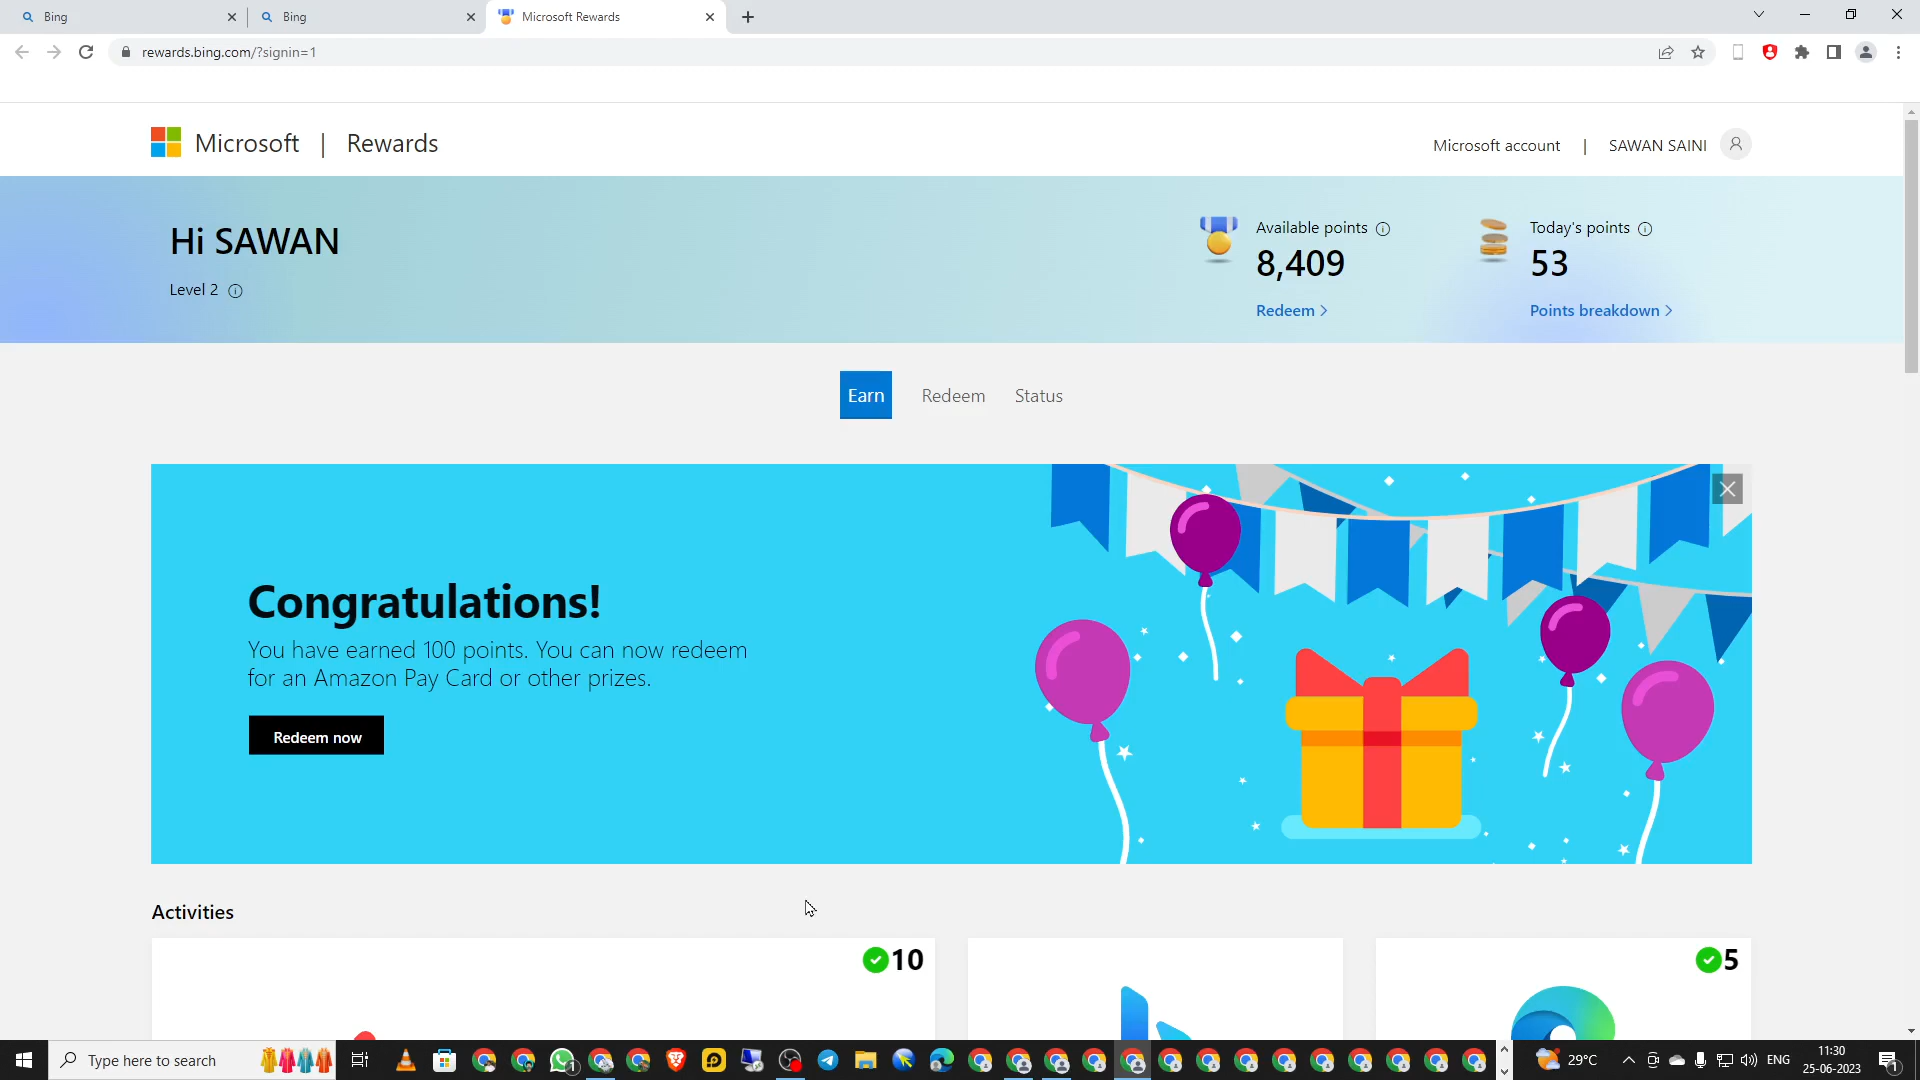 Bing
Bing
Microsoft Rewards
rewards.bing.com/?signin=1
Microsoft | Rewards
Microsoft account | SAWAN SAINI
Hi SAWAN
Level 2
Available points
8,409
Redeem
Today's points
53
Points breakdown
Earn
Redeem
Status
Congratulations!
You have earned 100 points. You can now redeem
for an Amazon Pay Card or other prizes.
Redeem now
Activities
10
5
Type here to search
1
29°C
ENG
11:30
25-06-2023
1